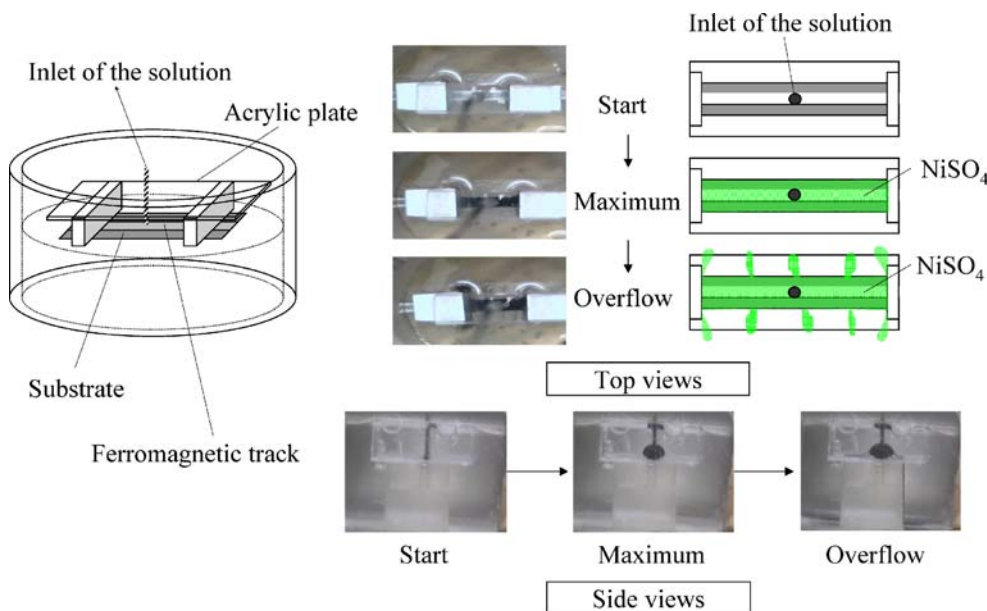 Inlet of the solution
Acrylic plate
Substrate
Ferromagnetic track
Inlet of the solution
Start
Maximum
NiSO₄
Overflow
NiSO₄
Top views
Start
Maximum
Overflow
Side views